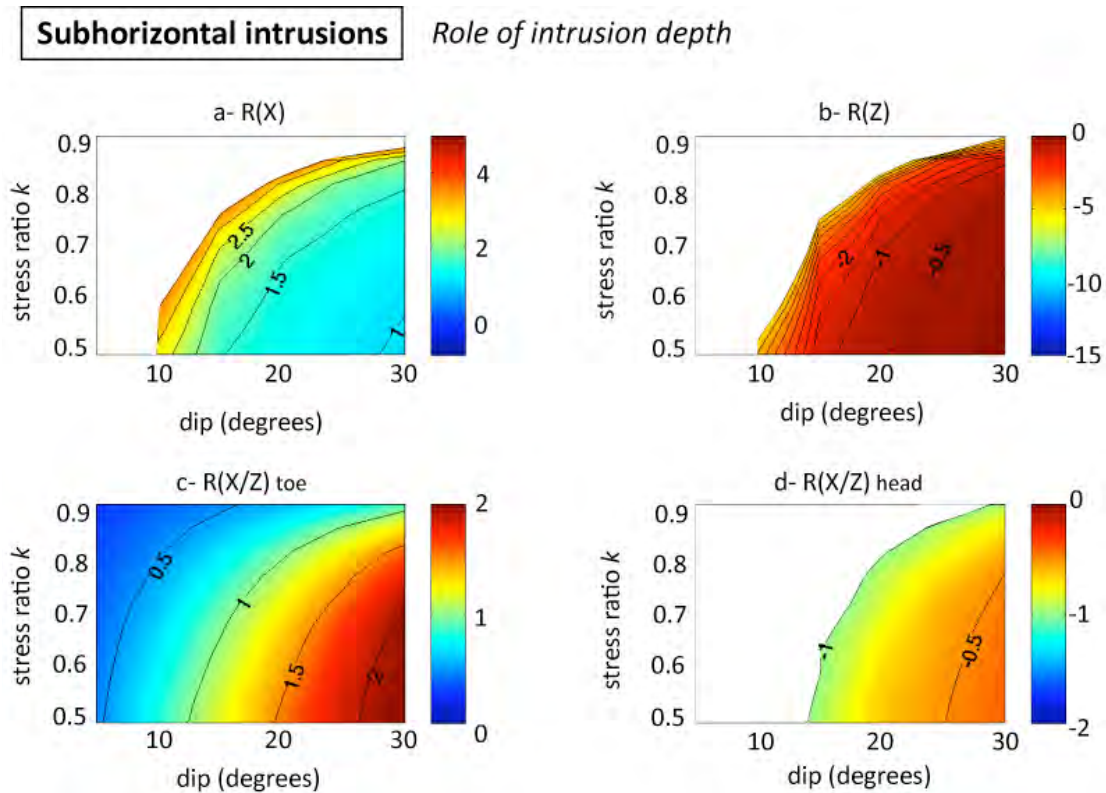 Subhorizontal intrusions Role of intrusion depth
a- R(X)
stress ratio k
0.9
0.8
0.7
0.6
0.5
2.5
2
1.5
1
10 20 30
dip (degrees)
4
2
0
b- R(Z)
stress ratio k
0.9
0.8
0.7
0.6
0.5
-2
-1
-0.5
10 20 30
dip (degrees)
0
-5
-10
-15
c- R(X/Z) toe
stress ratio k
0.9
0.8
0.7
0.6
0.5
0.5
1
1.5
2
10 20 30
dip (degrees)
2
1
0
d- R(X/Z) head
stress ratio k
0.9
0.8
0.7
0.6
0.5
-1
-0.5
10 20 30
dip (degrees)
0
-1
-2